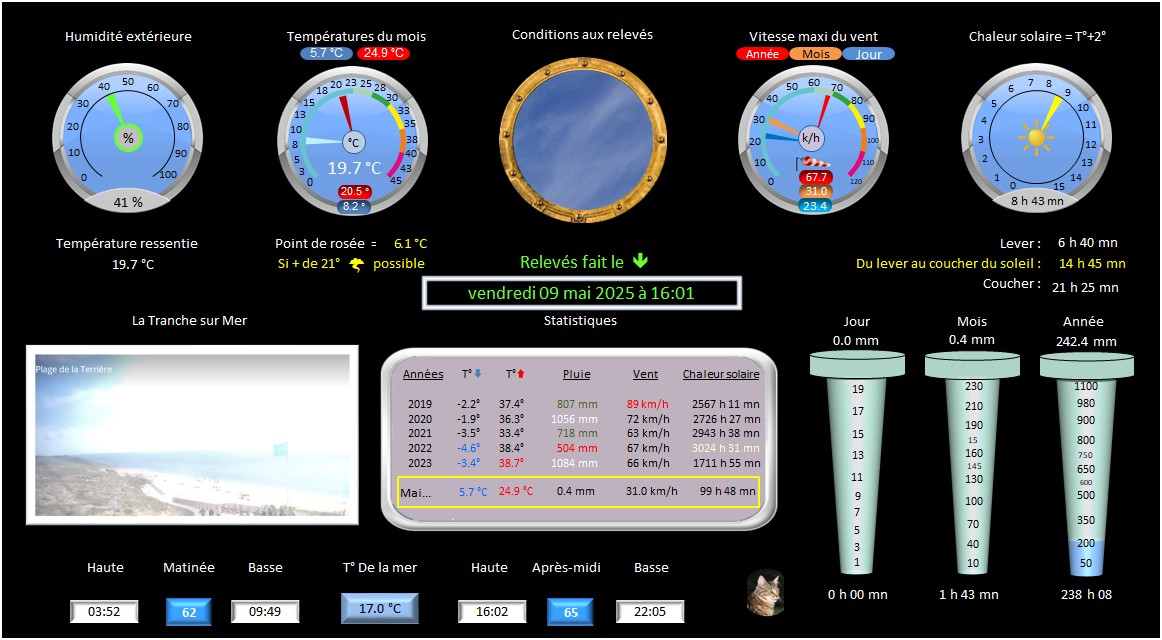 Humidité extérieure
Températures du mois
Conditions aux relevés
Vitesse maxi du vent
Chaleur solaire = T°+2°
5.7 °C 24.9 °C
Année Mois Jour
0 10 20 30 40 50 60 70 80 90 100
%
41 %
0 3 5 8 10 13 15 18 20 23 25 28 30 33 35 38 40 43 45
°C
19.7 °C
20.5 °
8.2 °
0 10 20 30 40 50 60 70 80 90 100 110 120
k/h
67.7
31.0
23.4
0 1 2 3 4 5 6 7 8 9 10 11 12 13 14 15
8 h 43 mn
Température ressentie
19.7 °C
Point de rosée = 6.1 °C
Si + de 21° possible
Relevés fait le
vendredi 09 mai 2025 à 16:01
Lever : 6 h 40 mn
Du lever au coucher du soleil : 14 h 45 mn
Coucher : 21 h 25 mn
La Tranche sur Mer
Plage de la Terrière
Statistiques
Années T° T° Pluie Vent Chaleur solaire
2019 -2.2° 37.4° 807 mm 89 km/h 2567 h 11 mn
2020 -1.9° 36.3° 1056 mm 72 km/h 2726 h 27 mn
2021 -3.5° 33.4° 718 mm 63 km/h 2943 h 38 mn
2022 -4.6° 38.4° 504 mm 67 km/h 3024 h 31 mn
2023 -3.4° 38.7° 1084 mm 66 km/h 1711 h 55 mn
Mai... 5.7 °C 24.9 °C 0.4 mm 31.0 km/h 99 h 48 mn
Jour
0.0 mm
19
17
15
13
11
9
7
5
3
1
0 h 00 mn
Mois
0.4 mm
230
210
190
15
160
145
130
100
70
40
10
1 h 43 mn
Année
242.4 mm
1100
980
900
800
750
650
600
500
350
200
50
238 h 08
Haute Matinée Basse T° De la mer Haute Après-midi Basse
03:52 62 09:49 17.0 °C 16:02 65 22:05